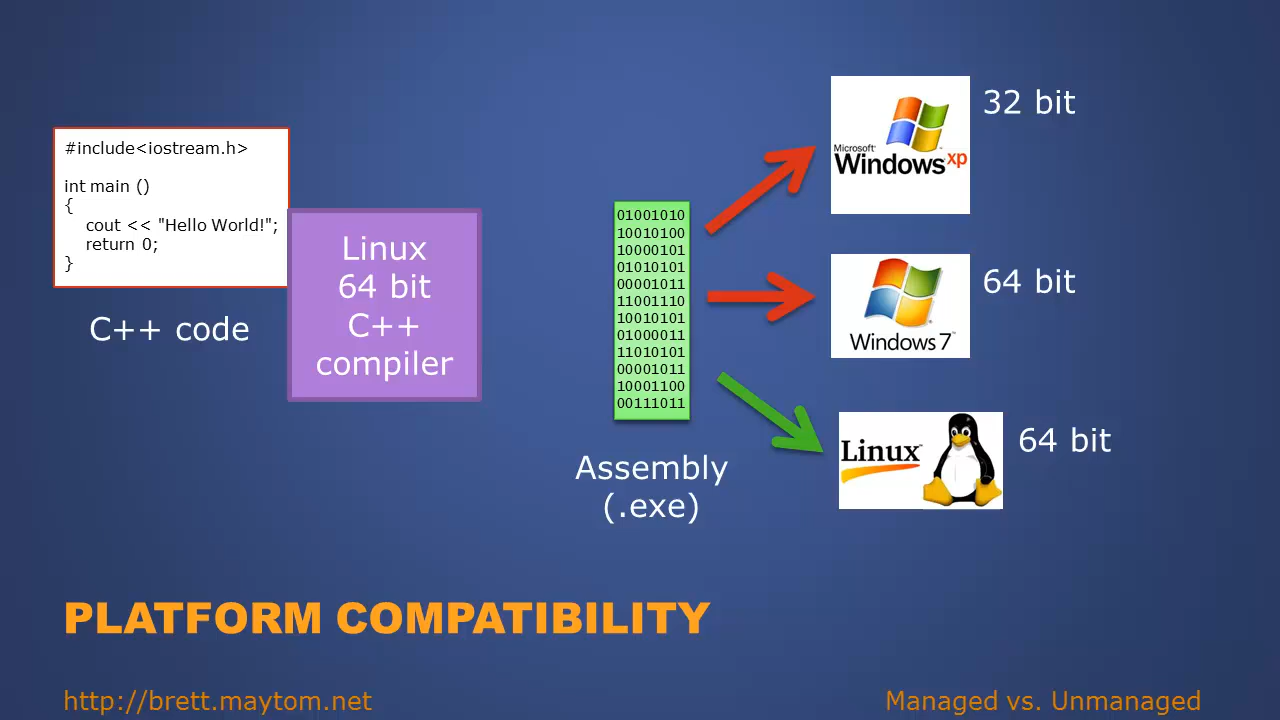 #include<iostream.h>
int main ()
{
cout << "Hello World!";
return 0;
}
C++ code
Linux
64 bit
C++
compiler
01001010
10010100
10000101
01010101
00001011
11001110
10010101
01000011
11010101
00001011
10001100
00111011
Assembly
(.exe)
Microsoft
Windows xp
32 bit
Windows 7
64 bit
Linux
64 bit
PLATFORM COMPATIBILITY
http://brett.maytom.net
Managed vs. Unmanaged